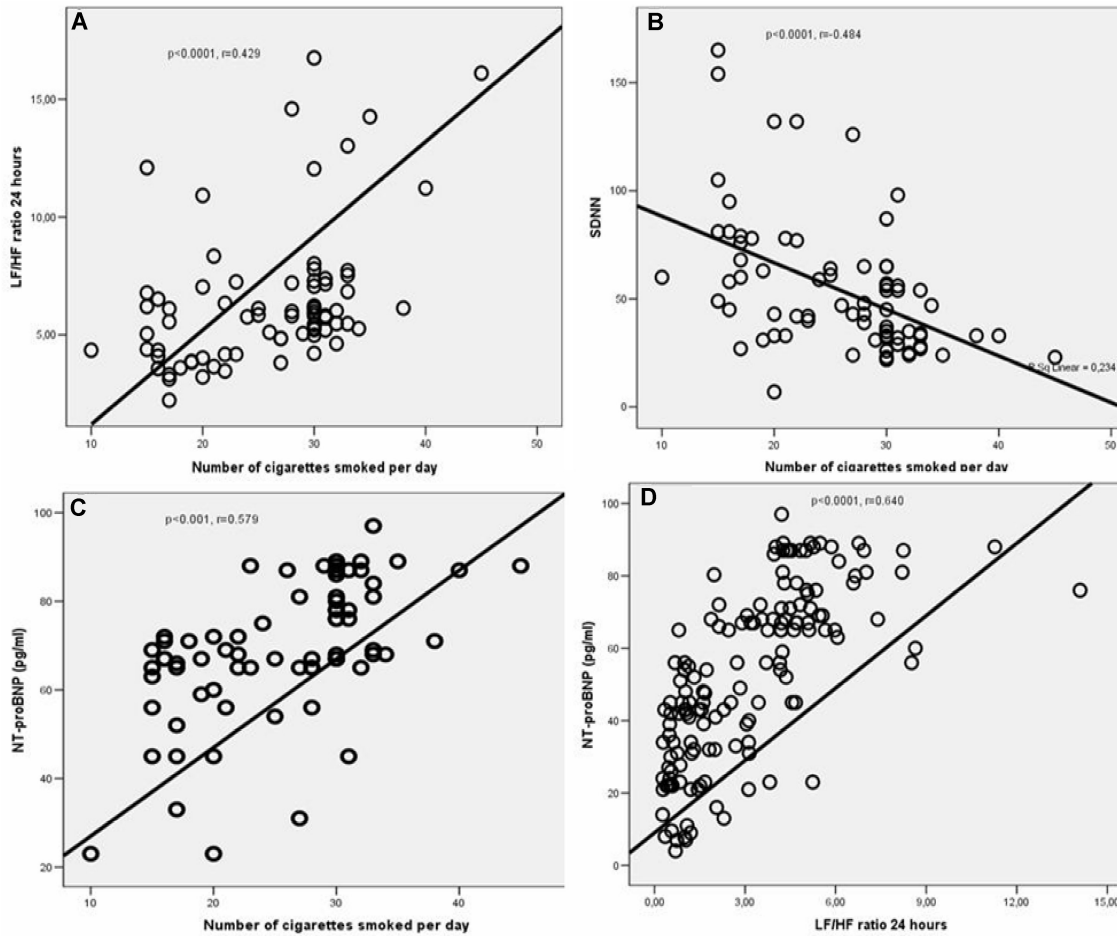 A
p<0.0001, r=0.429
LF/HF ratio 24 hours
15,00
10,00
5,00
10 20 30 40 50
Number of cigarettes smoked per day
B
p<0.0001, r=-0.484
SDNN
150
100
50
0
R Sq Linear = 0,234
10 20 30 40 50
Number of cigarettes smoked per day
C
p<0.001, r=0.579
NT-proBNP (pg/ml)
100
80
60
40
20
10 20 30 40
Number of cigarettes smoked per day
D
p<0.0001, r=0.640
NT-proBNP (pg/ml)
100
80
60
40
20
0
0,00 3,00 6,00 9,00 12,00 15,00
LF/HF ratio 24 hours